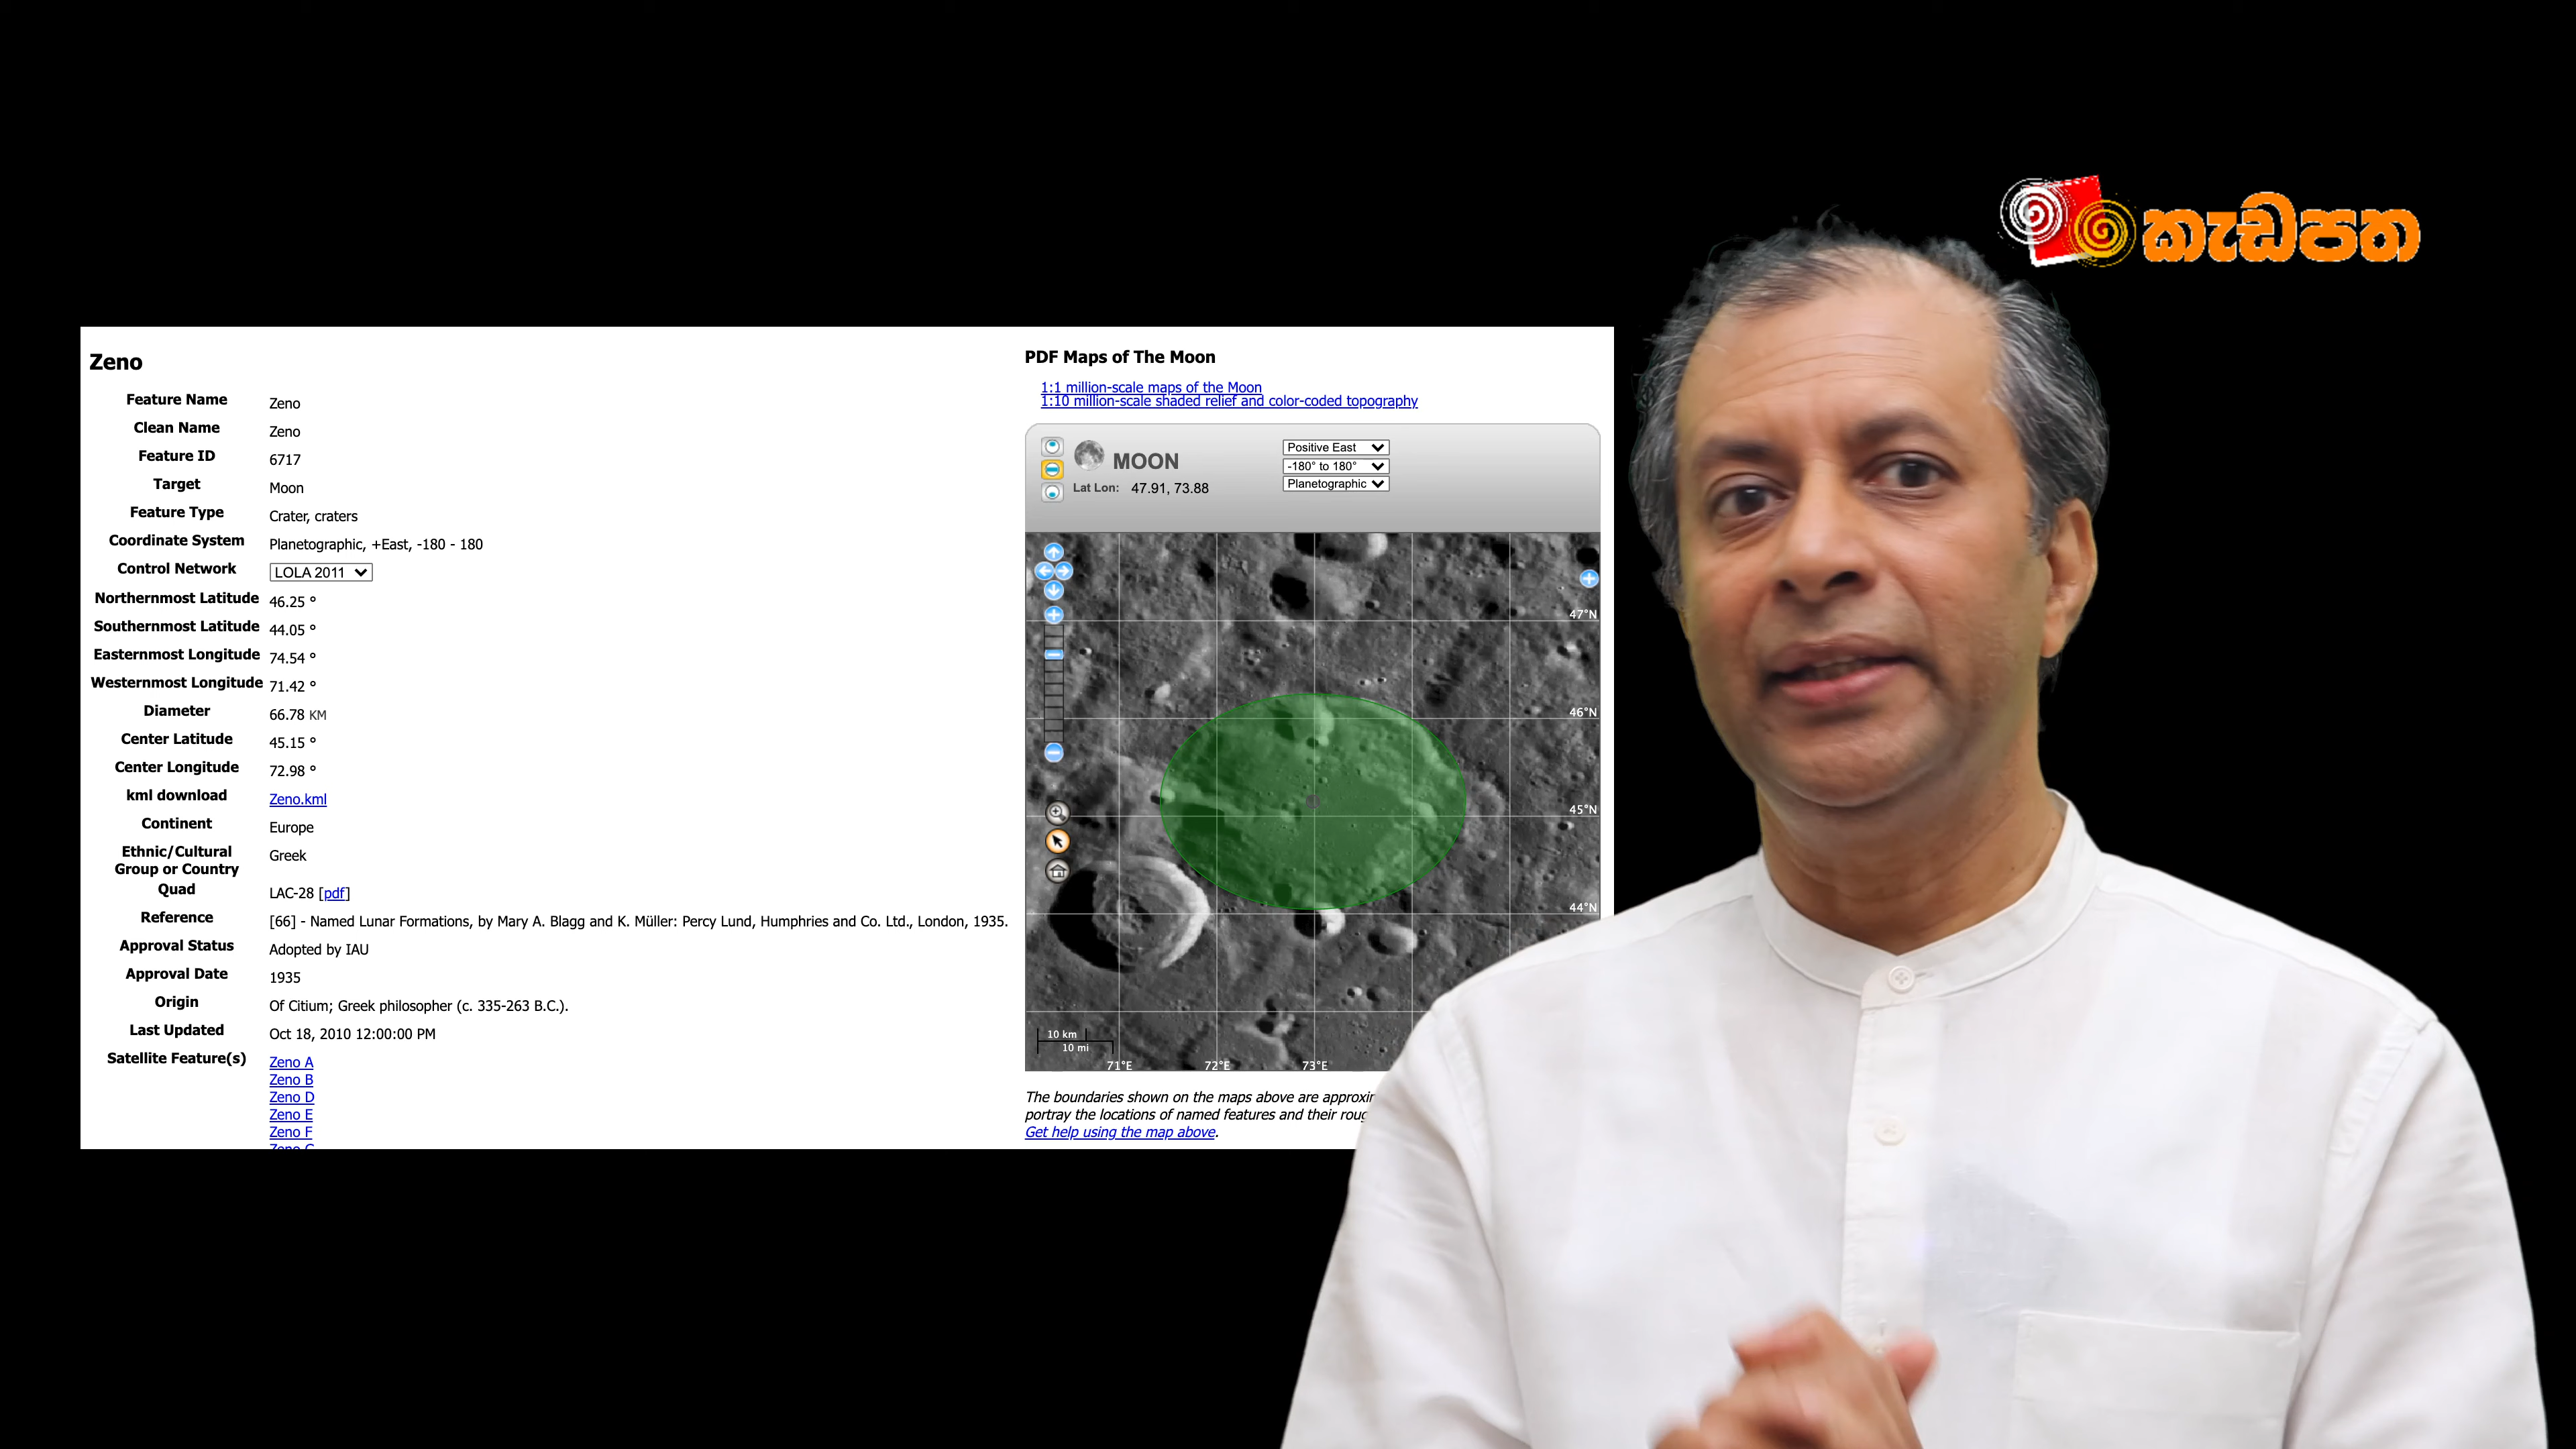 කැඩපත
Zeno
Feature Name Zeno
Clean Name Zeno
Feature ID 6717
Target Moon
Feature Type Crater, craters
Coordinate System Planetographic, +East, -180 - 180
Control Network LOLA 2011
Northernmost Latitude 46.25 °
Southernmost Latitude 44.05 °
Easternmost Longitude 74.54 °
Westernmost Longitude 71.42 °
Diameter 66.78 KM
Center Latitude 45.15 °
Center Longitude 72.98 °
kml download Zeno.kml
Continent Europe
Ethnic/Cultural Greek
Group or Country
Quad LAC-28 [pdf]
Reference [66] - Named Lunar Formations, by Mary A. Blagg and K. Müller: Percy Lund, Humphries and Co. Ltd., London, 1935.
Approval Status Adopted by IAU
Approval Date 1935
Origin Of Citium; Greek philosopher (c. 335-263 B.C.).
Last Updated Oct 18, 2010 12:00:00 PM
Satellite Feature(s) Zeno A
Zeno B
Zeno D
Zeno E
Zeno F
PDF Maps of The Moon
1:1 million-scale maps of the Moon
1:10 million-scale shaded relief and color-coded topography
MOON
Lat Lon: 47.91, 73.88
Positive East
-180° to 180°
Planetographic
47°N
46°N
45°N
44°N
10 km
10 mi
71°E 72°E 73°E
The boundaries shown on the maps above are
portray the locations of named features and their
Get help using the map above.